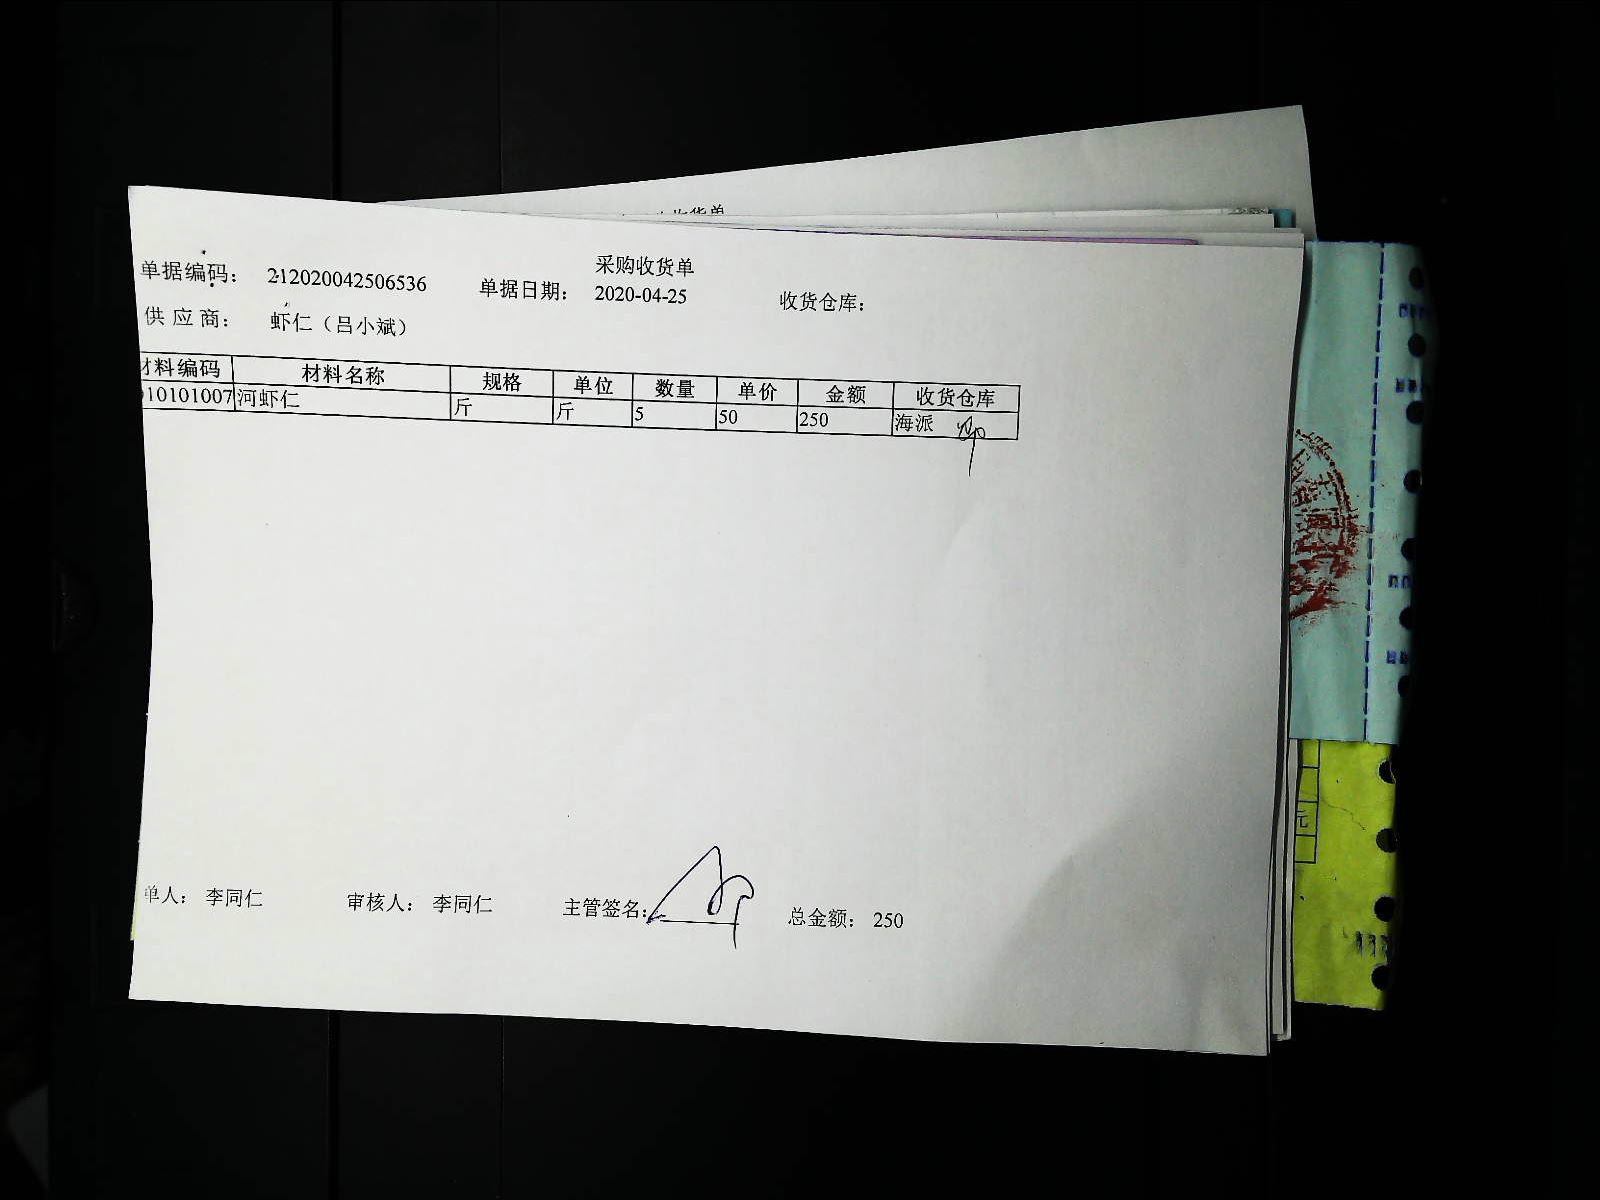 收货单
采购收货单
单据编码： 212020042506536 单据日期： 2020-04-25 收货仓库：
供应商： 虾仁（吕小斌）
材料编码 材料名称 规格 单位 数量 单价 金额 收货仓库
10101007 河虾仁 斤 斤 5 50 250 海派
单人： 李同仁 审核人： 李同仁 主管签名： 总金额： 250
元